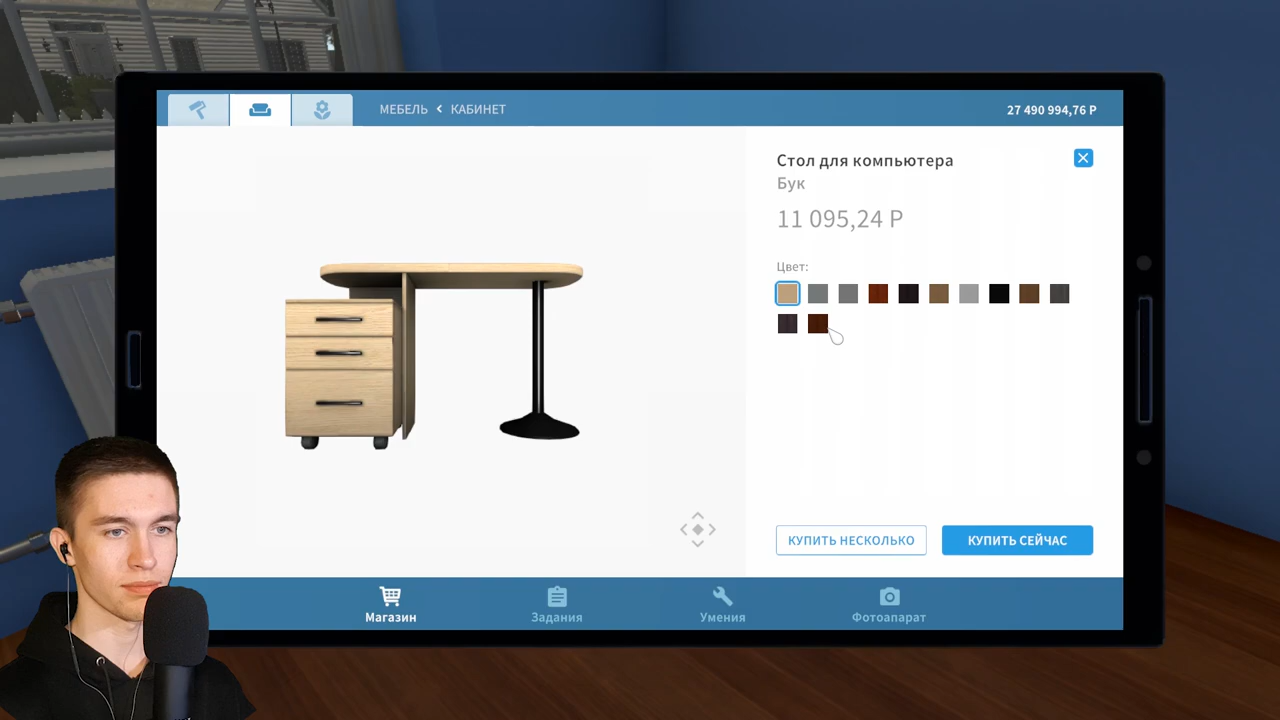 МЕБЕЛЬ < КАБИНЕТ
27 490 994,76 Р
Стол для компьютера
Бук
11 095,24 Р
Цвет:
КУПИТЬ НЕСКОЛЬКО
КУПИТЬ СЕЙЧАС
Магазин
Задания
Умения
Фотоапарат